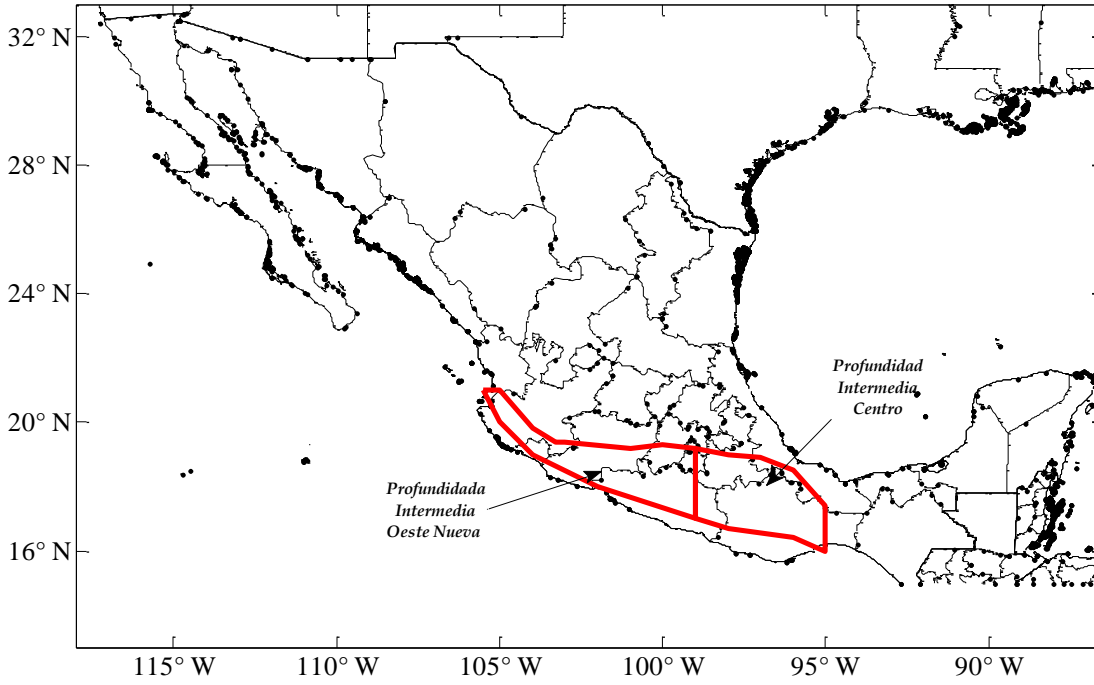 32° N
28° N
24° N
20° N
16° N
Profundidad
Intermedia
Centro
Profundidada
Intermedia
Oeste Nueva
115° W
110° W
105° W
100° W
95° W
90° W